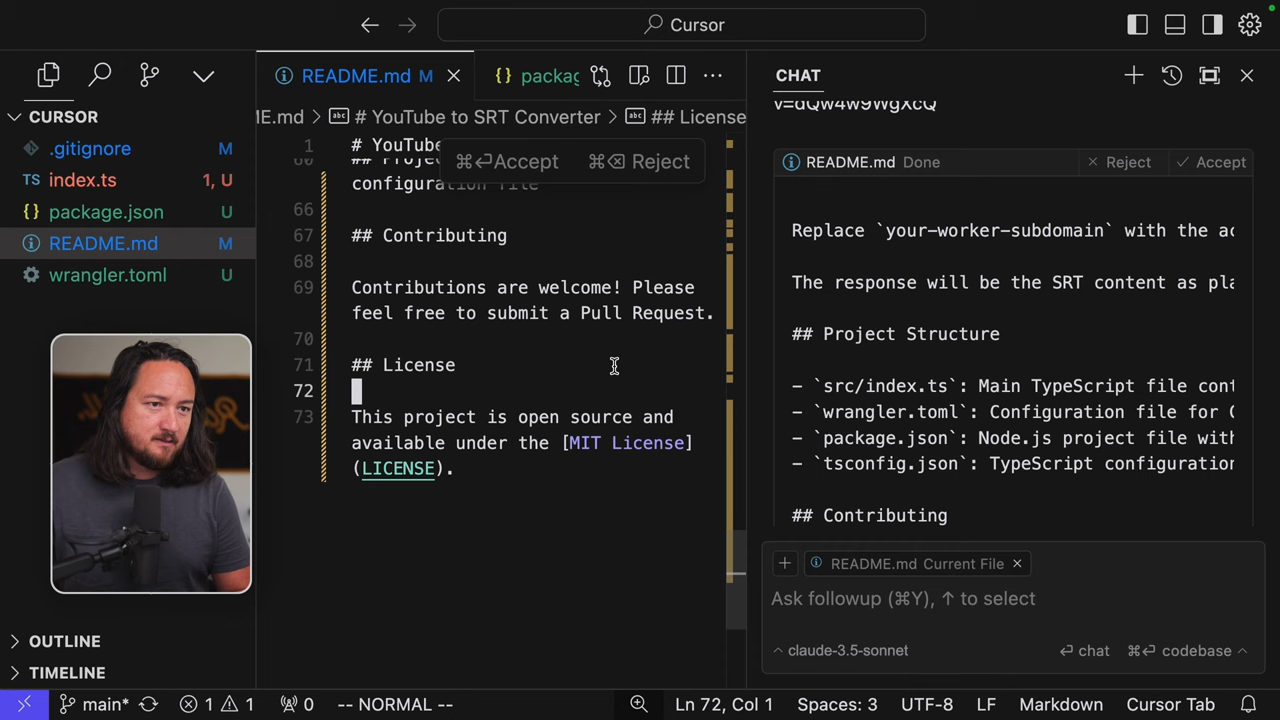 Cursor
CURSOR
.gitignore M
TS index.ts 1, U
{} package.json U
README.md M
wrangler.toml U
OUTLINE
TIMELINE
README.md M
{} packag
E.md > # YouTube to SRT Converter > ## License
1 # YouTube
⌘⏎Accept ⌘⌫ Reject
configuration file
66
67 ## Contributing
68
69 Contributions are welcome! Please
feel free to submit a Pull Request.
70
71 ## License
72
73 This project is open source and
available under the [MIT License]
(LICENSE).
CHAT
v=dQw4w9WgXcQ
README.md Done Reject Accept
Replace `your-worker-subdomain` with the ac
The response will be the SRT content as pla
## Project Structure
- `src/index.ts`: Main TypeScript file cont
- `wrangler.toml`: Configuration file for C
- `package.json`: Node.js project file with
- `tsconfig.json`: TypeScript configuration
## Contributing
+ README.md Current File ×
Ask followup (⌘Y), ↑ to select
^ claude-3.5-sonnet ⏎ chat ⌘⏎ codebase ^
main* 1 1 0 -- NORMAL -- Ln 72, Col 1 Spaces: 3 UTF-8 LF Markdown Cursor Tab